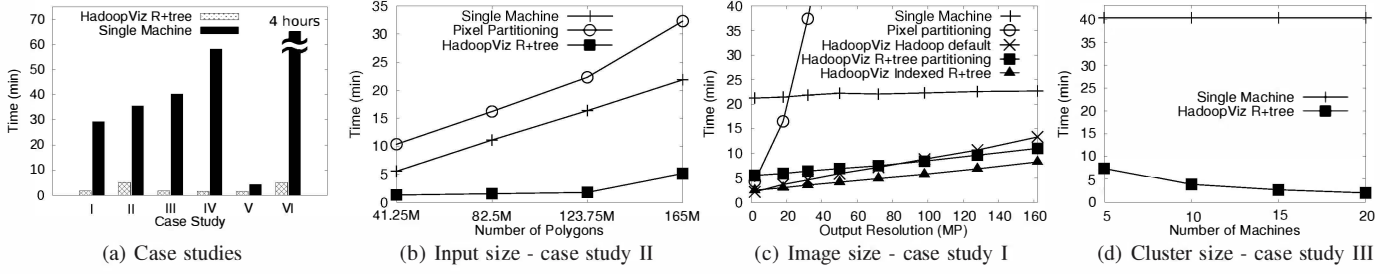 HadoopViz R+tree
Single Machine
4 hours
Time (min)
70
60
50
40
30
20
10
0
I II III IV V VI
Case Study
(a) Case studies
Single Machine
Pixel Partitioning
HadoopViz R+tree
Time (min)
35
30
25
20
15
10
5
0
41.25M 82.5M 123.75M 165M
Number of Polygons
(b) Input size - case study II
Single Machine
Pixel partitioning
HadoopViz Hadoop default
HadoopViz R+tree partitioning
HadoopViz Indexed R+tree
Time (min)
40
35
30
25
20
15
10
5
0
0 20 40 60 80 100 120 140 160
Output Resolution (MP)
(c) Image size - case study I
Single Machine
HadoopViz R+tree
Time (min)
40
35
30
25
20
15
10
5
0
5 10 15 20
Number of Machines
(d) Cluster size - case study III